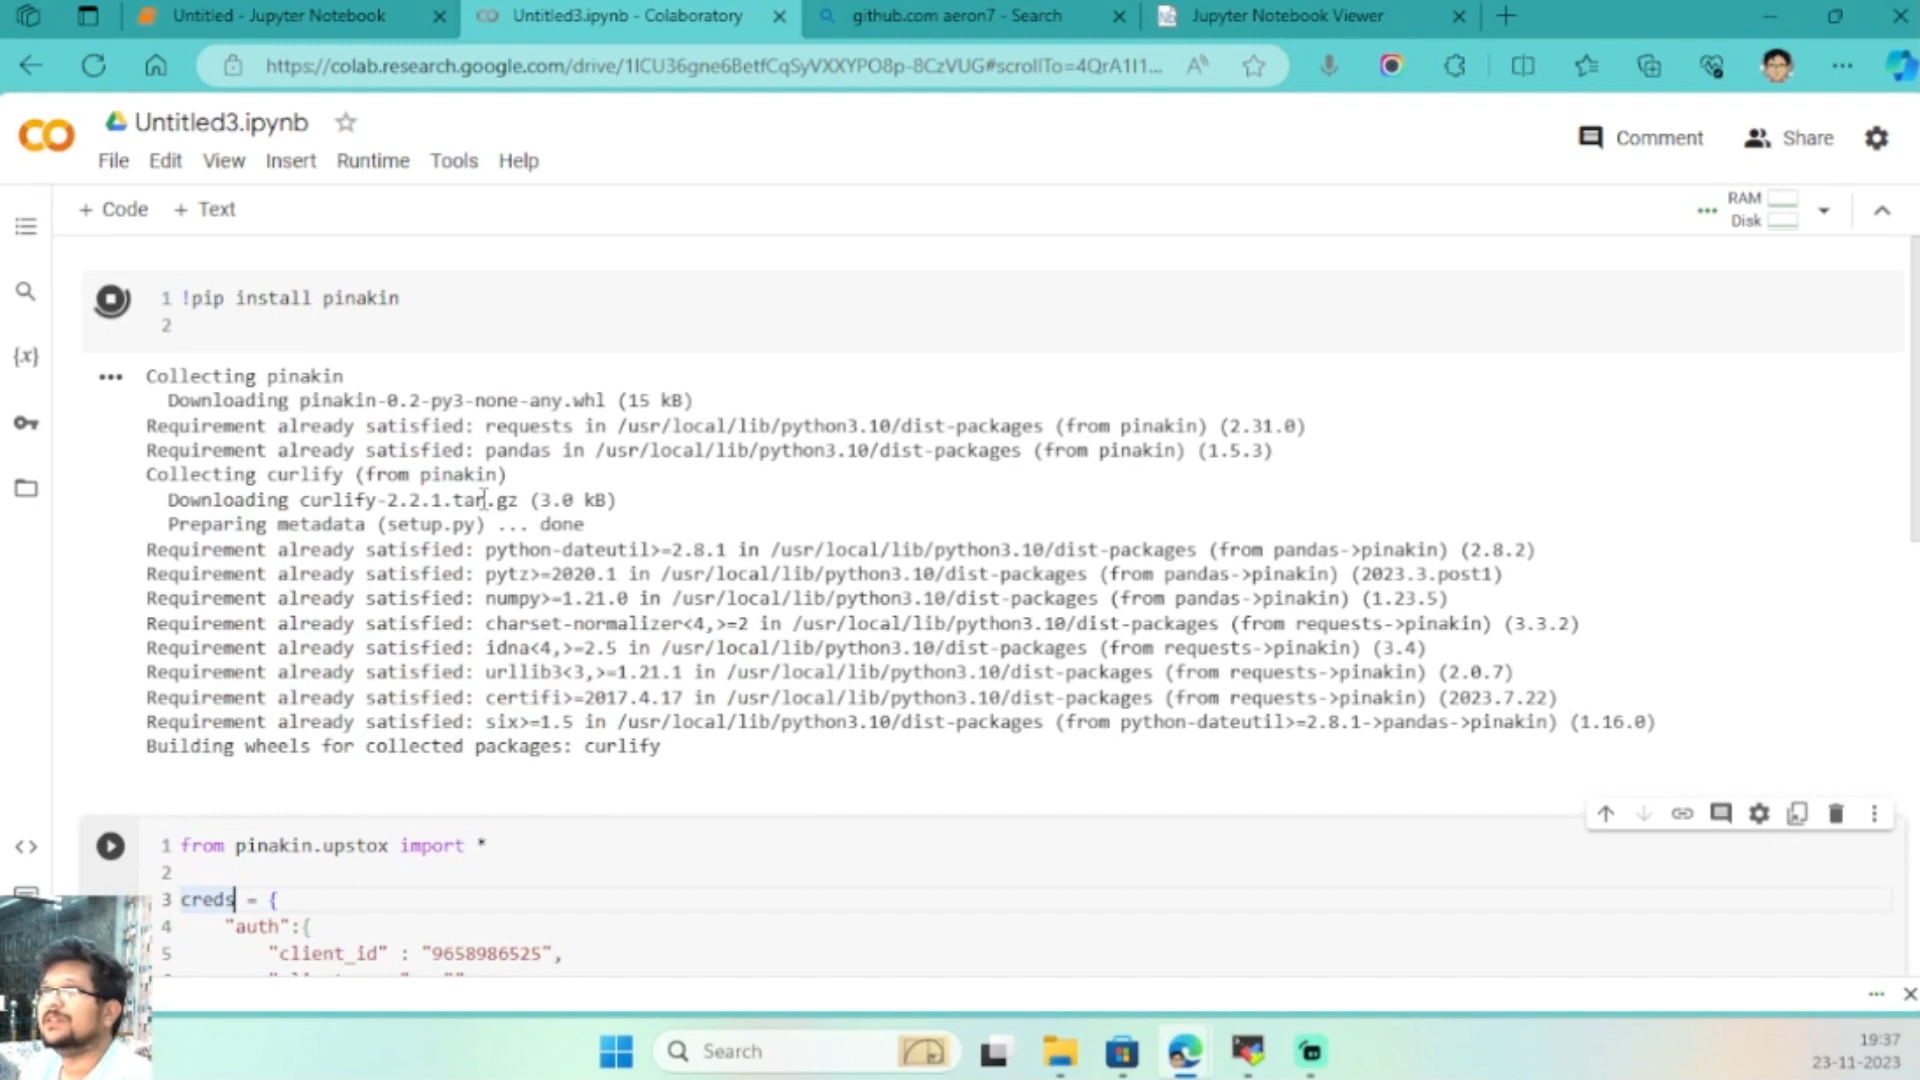 Untitled - Jupyter Notebook
Untitled3.ipynb - Colaboratory
github.com aeron7 - Search
Jupyter Notebook Viewer
https://colab.research.google.com/drive/1ICU36gne6BetfCqSyVXXYPO8p-8CzVUG#scrollTo=4QrA1I1...
CO
Untitled3.ipynb
File Edit View Insert Runtime Tools Help
Comment
Share
+ Code + Text
RAM
Disk
1 !pip install pinakin
2
Collecting pinakin
Downloading pinakin-0.2-py3-none-any.whl (15 kB)
Requirement already satisfied: requests in /usr/local/lib/python3.10/dist-packages (from pinakin) (2.31.0)
Requirement already satisfied: pandas in /usr/local/lib/python3.10/dist-packages (from pinakin) (1.5.3)
Collecting curlify (from pinakin)
Downloading curlify-2.2.1.tar.gz (3.0 kB)
Preparing metadata (setup.py) ... done
Requirement already satisfied: python-dateutil>=2.8.1 in /usr/local/lib/python3.10/dist-packages (from pandas->pinakin) (2.8.2)
Requirement already satisfied: pytz>=2020.1 in /usr/local/lib/python3.10/dist-packages (from pandas->pinakin) (2023.3.post1)
Requirement already satisfied: numpy>=1.21.0 in /usr/local/lib/python3.10/dist-packages (from pandas->pinakin) (1.23.5)
Requirement already satisfied: charset-normalizer<4,>=2 in /usr/local/lib/python3.10/dist-packages (from requests->pinakin) (3.3.2)
Requirement already satisfied: idna<4,>=2.5 in /usr/local/lib/python3.10/dist-packages (from requests->pinakin) (3.4)
Requirement already satisfied: urllib3<3,>=1.21.1 in /usr/local/lib/python3.10/dist-packages (from requests->pinakin) (2.0.7)
Requirement already satisfied: certifi>=2017.4.17 in /usr/local/lib/python3.10/dist-packages (from requests->pinakin) (2023.7.22)
Requirement already satisfied: six>=1.5 in /usr/local/lib/python3.10/dist-packages (from python-dateutil>=2.8.1->pandas->pinakin) (1.16.0)
Building wheels for collected packages: curlify
1 from pinakin.upstox import *
2
3 creds = {
4 "auth":{
5 "client_id" : "9658986525",
Search
19:37
23-11-2023